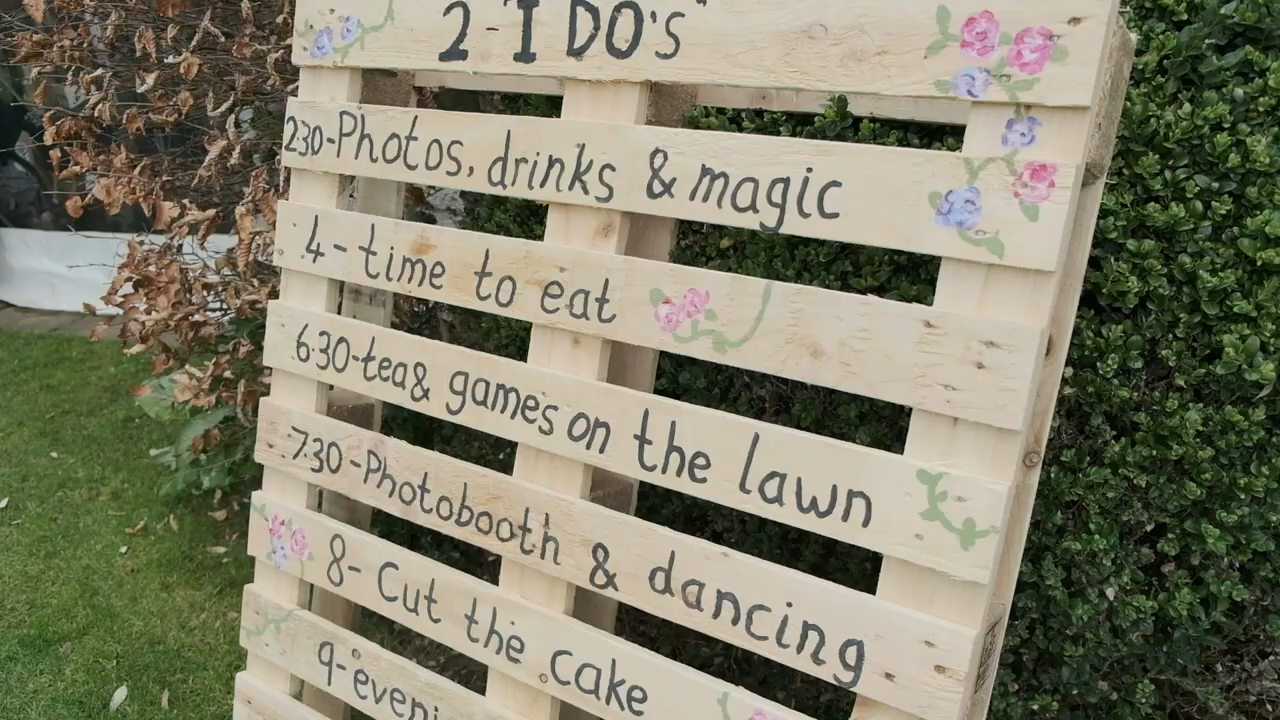 2-I DO's"
2:30-Photos, drinks & magic
4-time to eat
6:30-tea& games on the lawn
7.30-Photobooth & dancing
8- Cut the cake
9-eveni